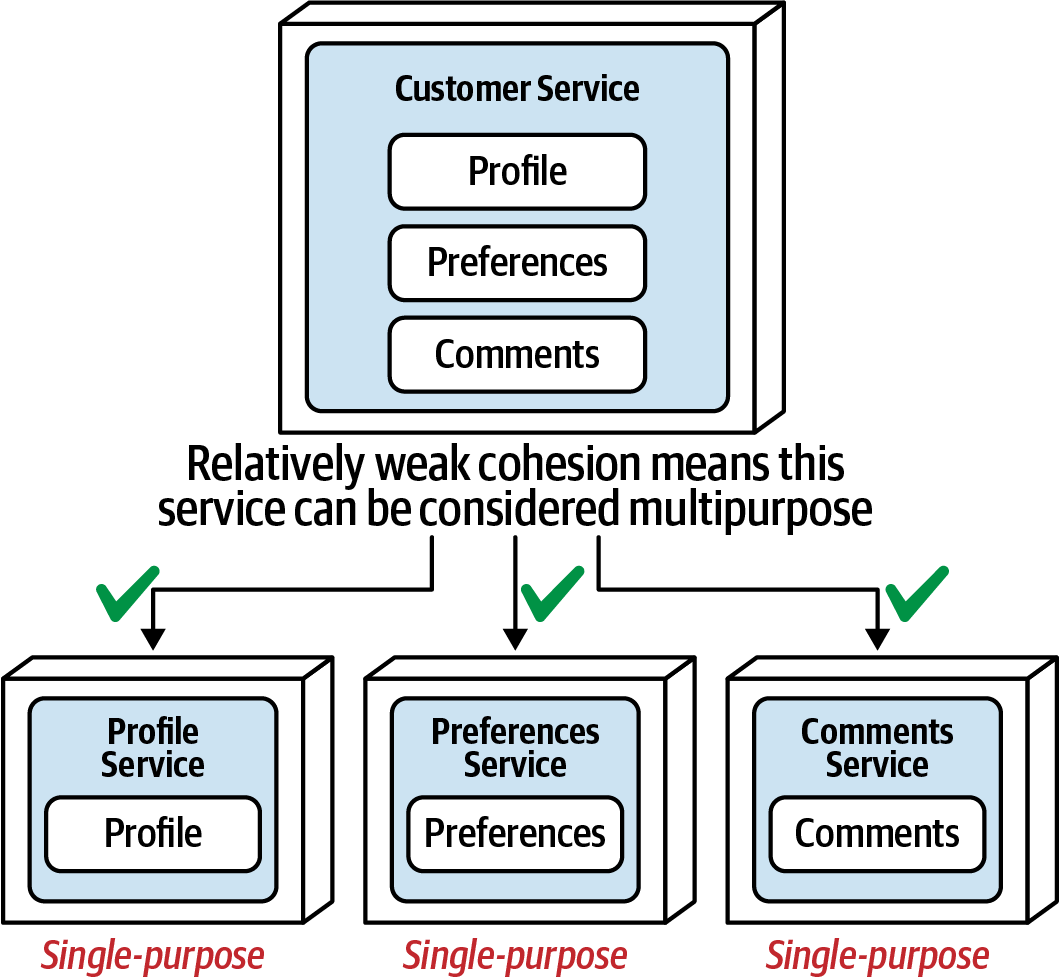 Customer Service
Profile
Preferences
Comments
Relatively weak cohesion means this
service can be considered multipurpose
Profile
Service
Profile
Single-purpose
Preferences
Service
Preferences
Single-purpose
Comments
Service
Comments
Single-purpose